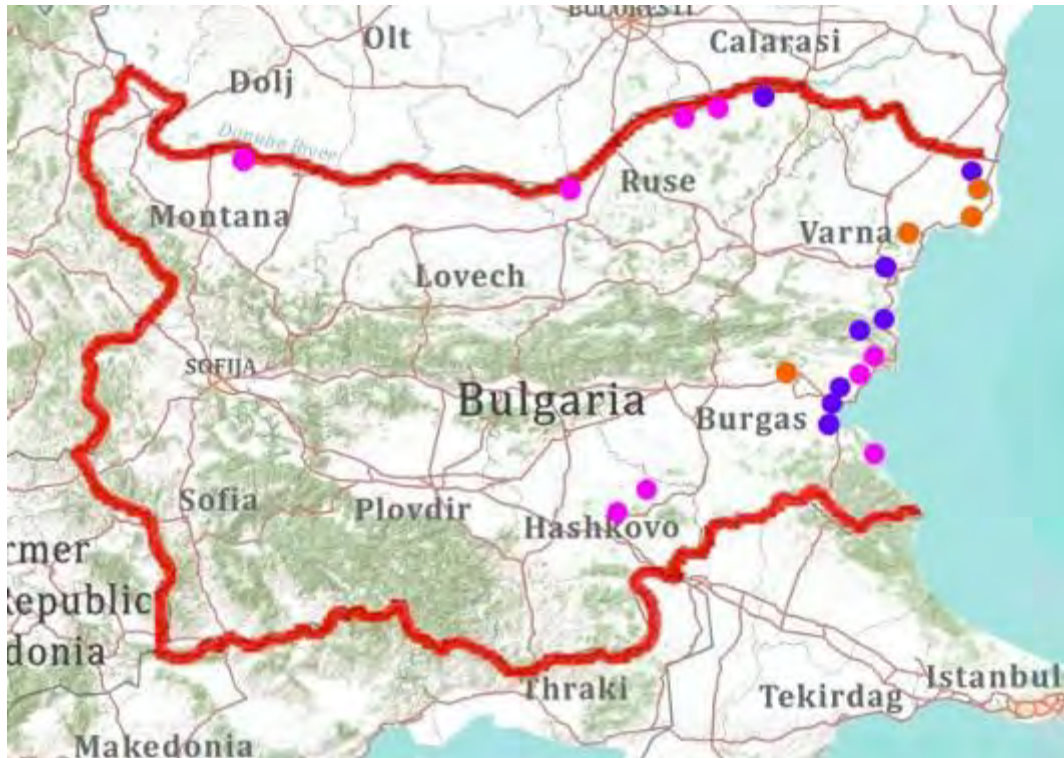 BUCURESTI
Olt
Calarasi
Dolj
Danube River
Ruse
Montana
Varna
Lovech
SOFIJA
Bulgaria
Burgas
Sofia
Plovdir
Hashkovo
rmer
Republic
donia
Thraki
Tekirdag
Istanbul
Makedonia